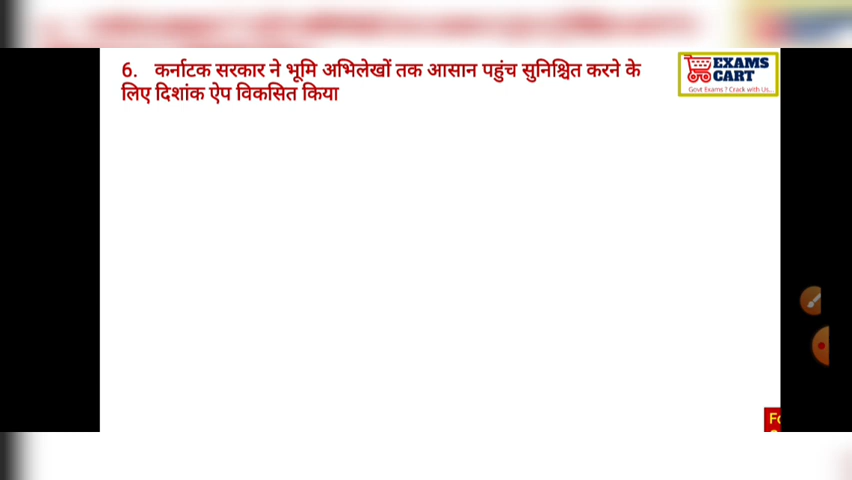 6. कर्नाटक सरकार ने भूमि अभिलेखों तक आसान पहुंच सुनिश्चित करने के
लिए दिशांक ऐप विकसित किया
EXAMS
CART
Govt Exams ? Crack with Us...